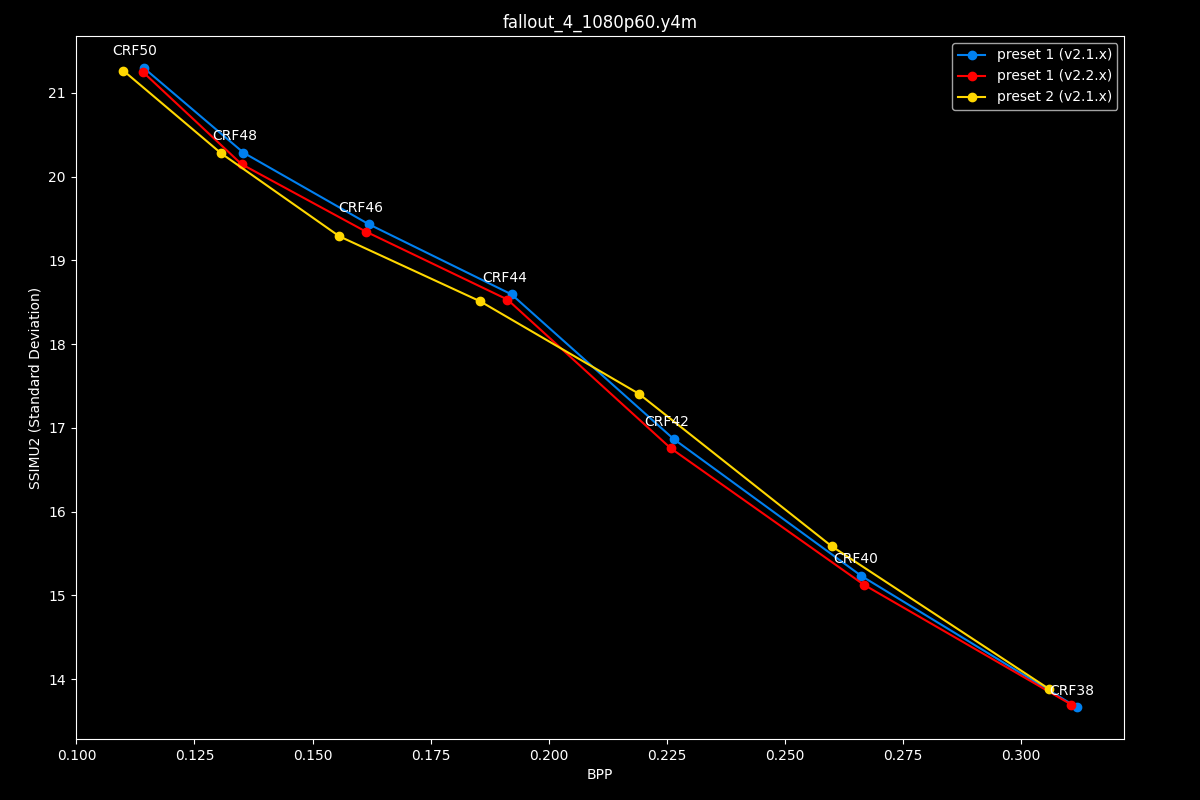 fallout_4_1080p60.y4m
preset 1 (v2.1.x)
preset 1 (v2.2.x)
preset 2 (v2.1.x)
CRF50
CRF48
CRF46
CRF44
CRF42
CRF40
CRF38
21
20
19
18
17
16
15
14
SSIMU2 (Standard Deviation)
0.100 0.125 0.150 0.175 0.200 0.225 0.250 0.275 0.300
BPP